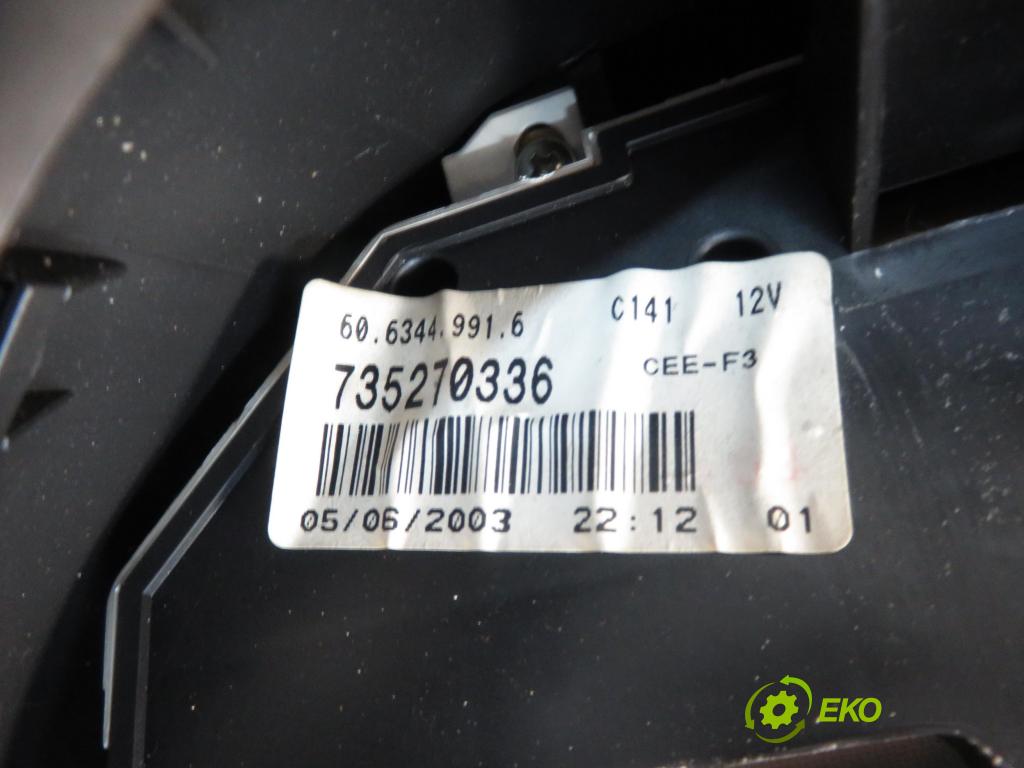 60.6344.991.6 C141 12V
735270336 CEE-F3
05/06/2003 22:12 01
EKO